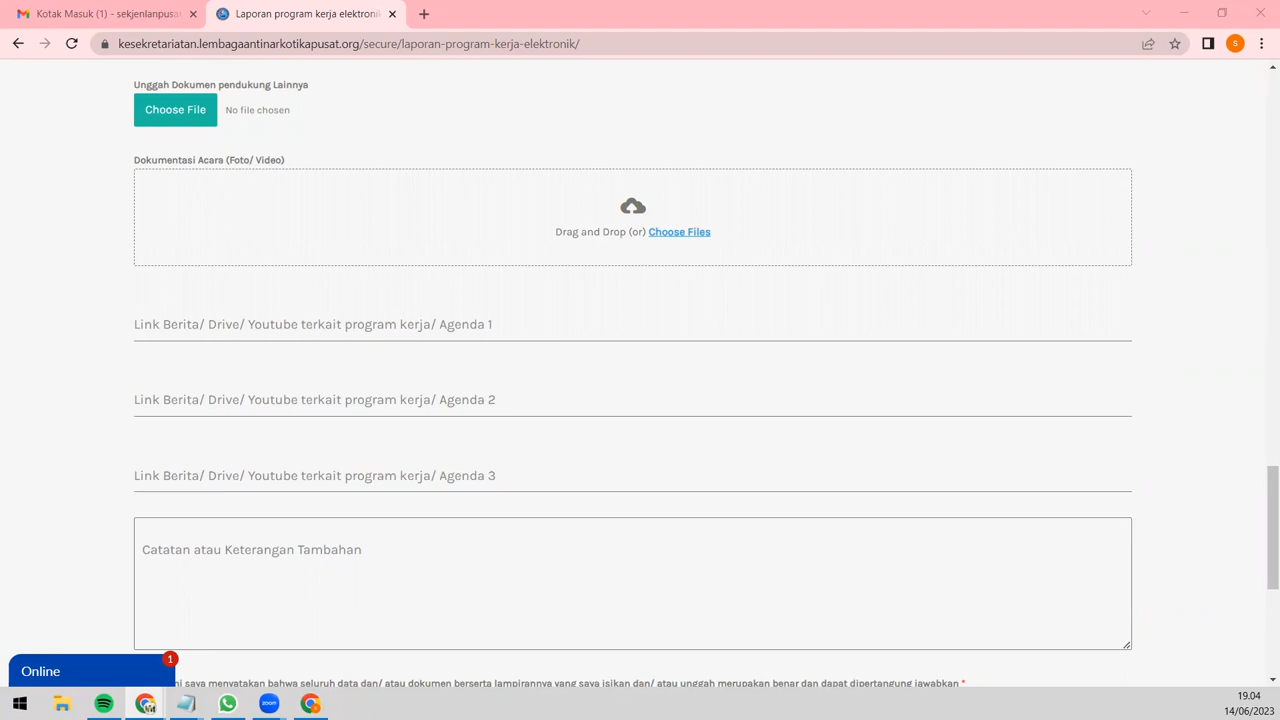 Kotak Masuk (1) - sekjenlanpusa
Laporan program kerja elektronik
kesekretariatan.lembagaantinarkotikapusat.org/secure/laporan-program-kerja-elektronik/
S
Unggah Dokumen pendukung Lainnya
Choose File No file chosen
Dokumentasi Acara (Foto/ Video)
Drag and Drop (or) Choose Files
Link Berita/ Drive/ Youtube terkait program kerja/ Agenda 1
Link Berita/ Drive/ Youtube terkait program kerja/ Agenda 2
Link Berita/ Drive/ Youtube terkait program kerja/ Agenda 3
Catatan atau Keterangan Tambahan
Online 1
saya menyatakan bahwa seluruh data dan/ atau dokumen berserta lampirannya yang saya isikan dan/ atau unggah merupakan benar dan dapat dipertangung jawabkan *
zoom
19.04
14/06/2023